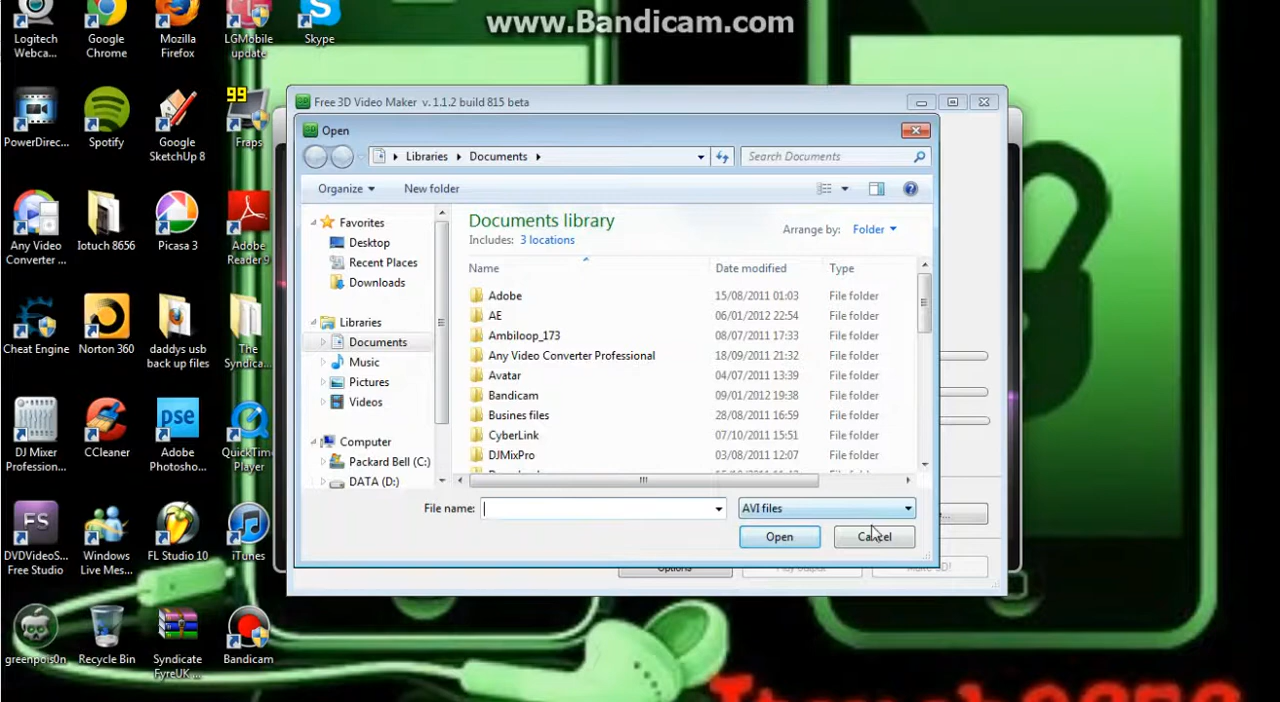 www.Bandicam.com
Logitech Webca...
Google Chrome
Mozilla Firefox
LGMobile update
Skype
99
PowerDirec...
Spotify
Google SketchUp 8
Fraps
Any Video Converter ...
Iotuch 8656
Picasa 3
Adobe Reader 9
Cheat Engine
Norton 360
daddys usb back up files
The Syndica...
DJ Mixer Profession...
CCleaner
Adobe Photosho...
QuickTime Player
DVDVideoS... Free Studio
Windows Live Mes...
FL Studio 10
iTunes
greenpois0n
Recycle Bin
Syndicate FyreUK ...
Bandicam
Free 3D Video Maker v. 1.1.2 build 815 beta
Open
Libraries Documents
Search Documents
Organize
New folder
Favorites
Desktop
Recent Places
Downloads
Libraries
Documents
Music
Pictures
Videos
Computer
Packard Bell (C:)
DATA (D:)
Documents library
Includes: 3 locations
Arrange by: Folder
Name Date modified Type
Adobe 15/08/2011 01:03 File folder
AE 06/01/2012 22:54 File folder
Ambiloop_173 08/07/2011 17:33 File folder
Any Video Converter Professional 18/09/2011 21:32 File folder
Avatar 04/07/2011 13:39 File folder
Bandicam 09/01/2012 19:38 File folder
Busines files 28/08/2011 16:59 File folder
CyberLink 07/10/2011 15:51 File folder
DJMixPro 03/08/2011 12:07 File folder
File name: AVI files
Open Cancel
Options